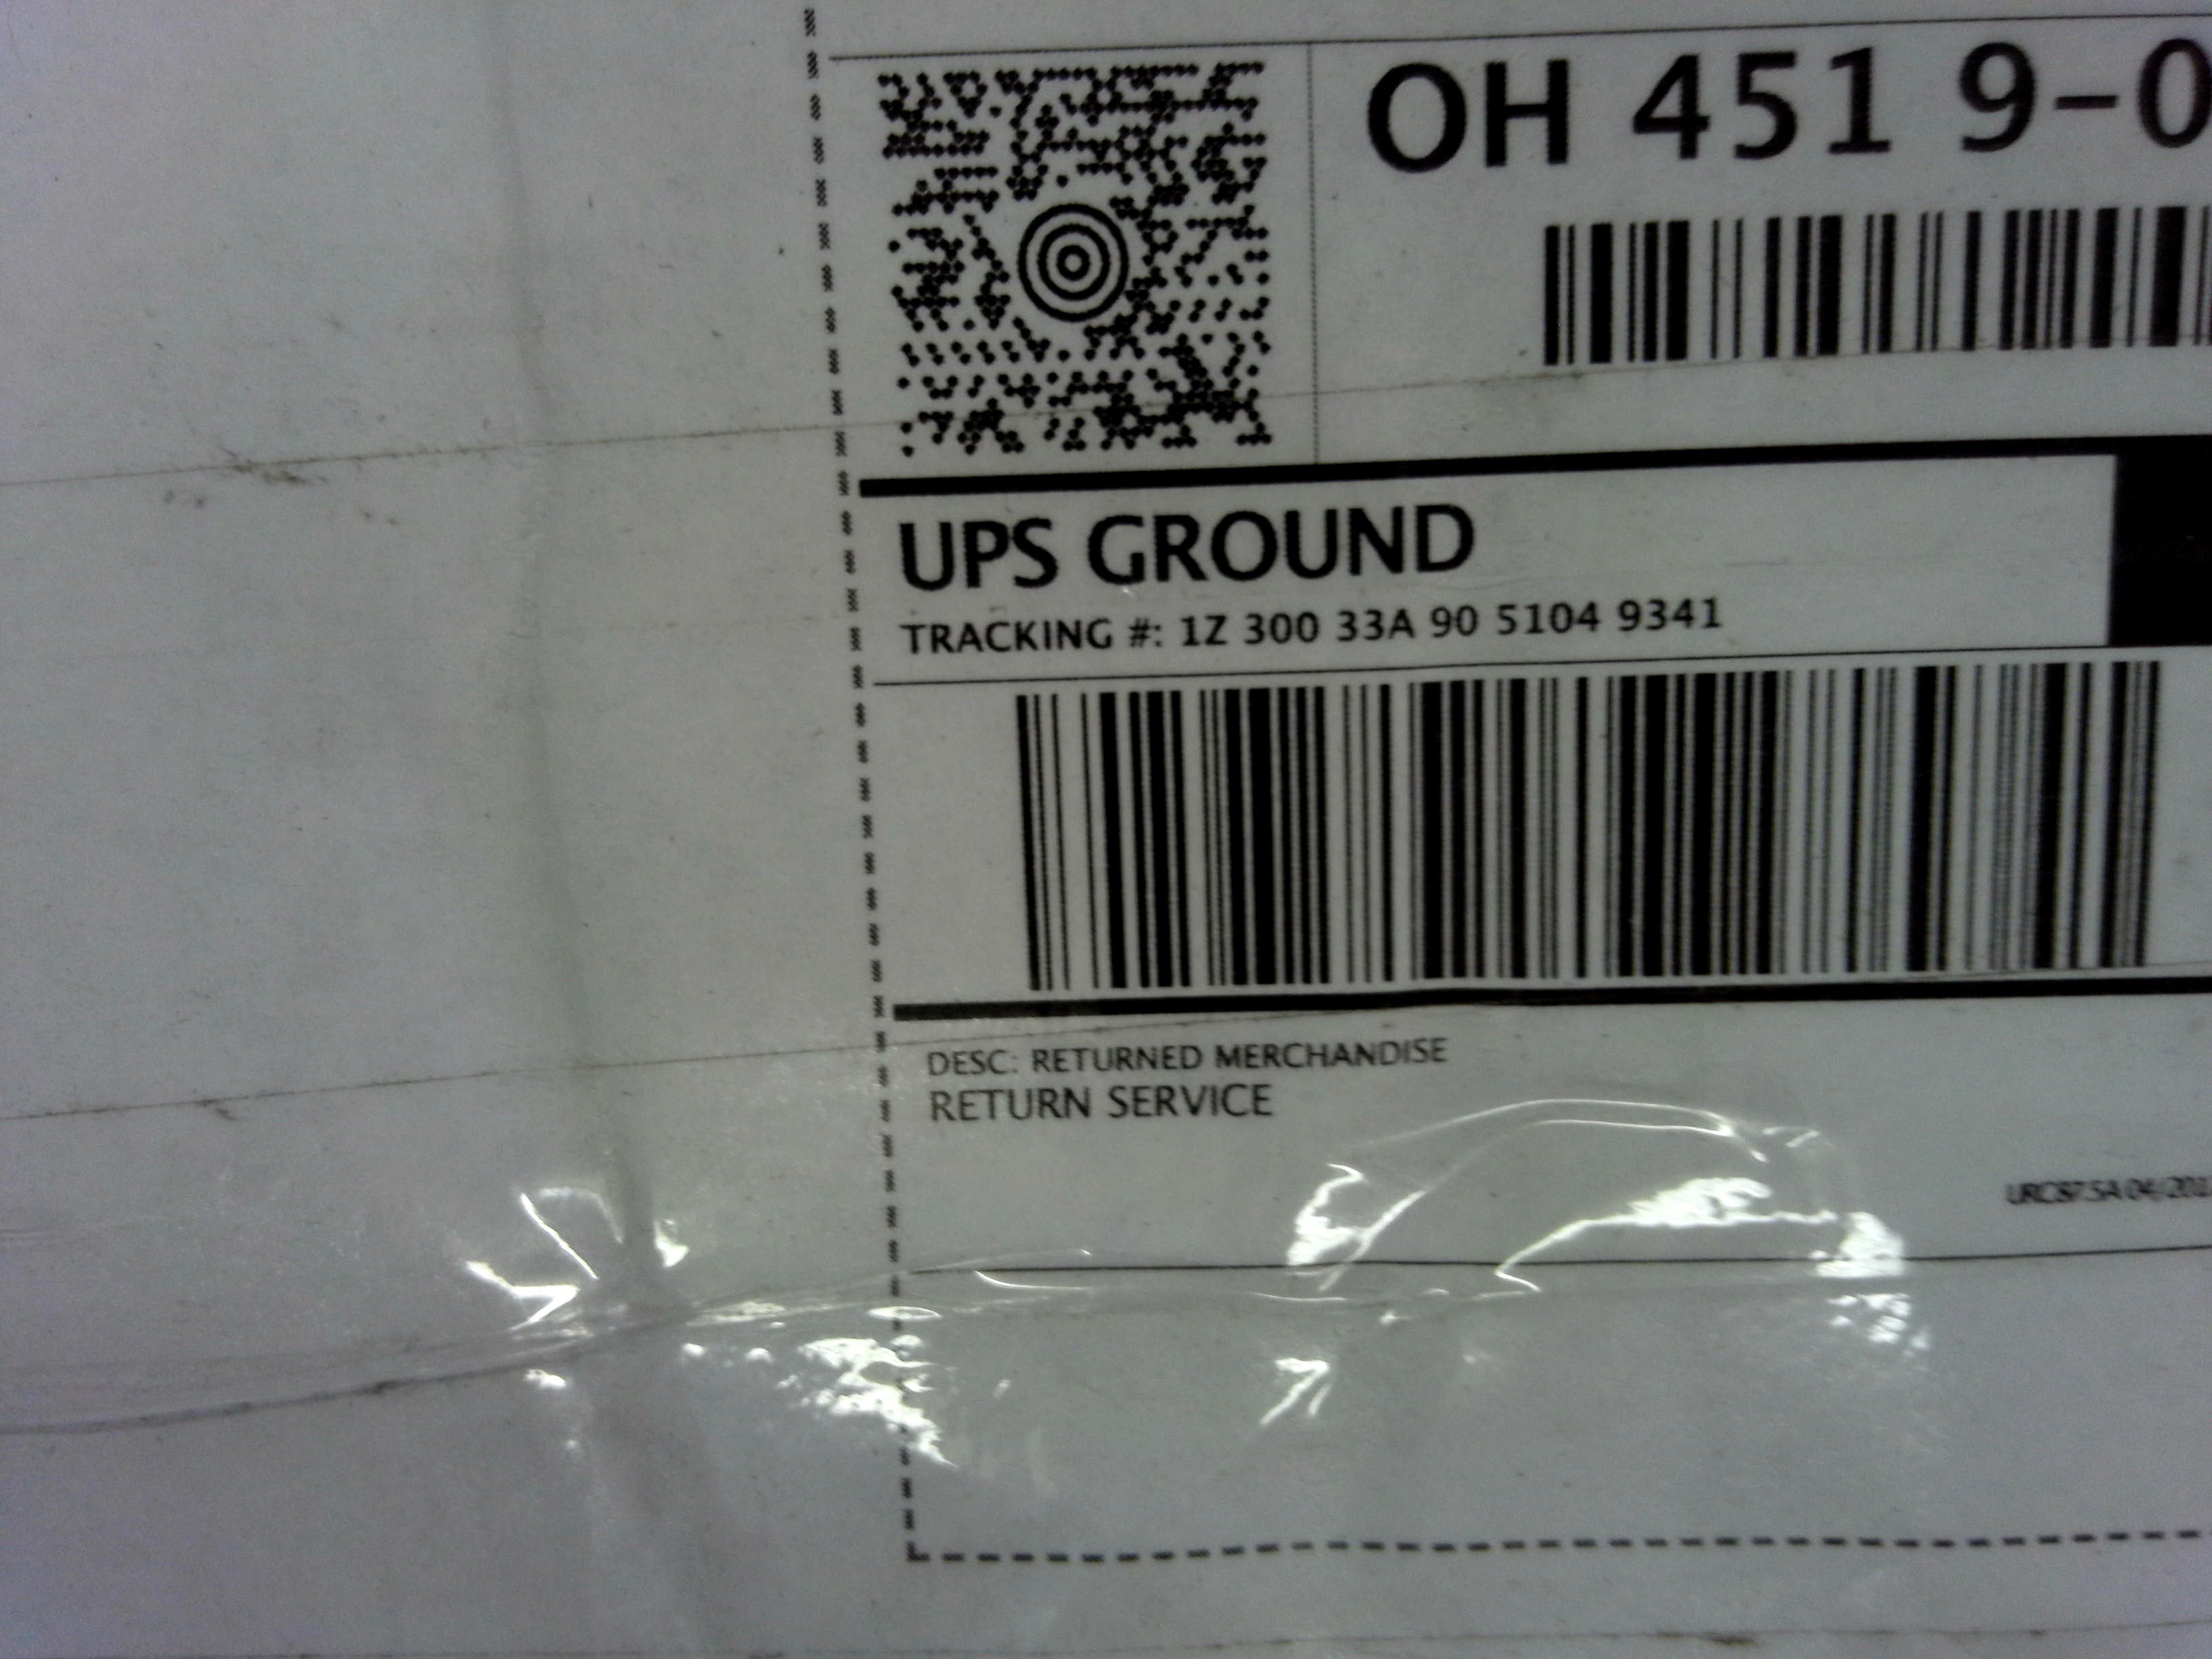 OH 451 9-0
UPS GROUND
TRACKING #: 1Z 300 33A 90 5104 9341
DESC: RETURNED MERCHANDISE
RETURN SERVICE